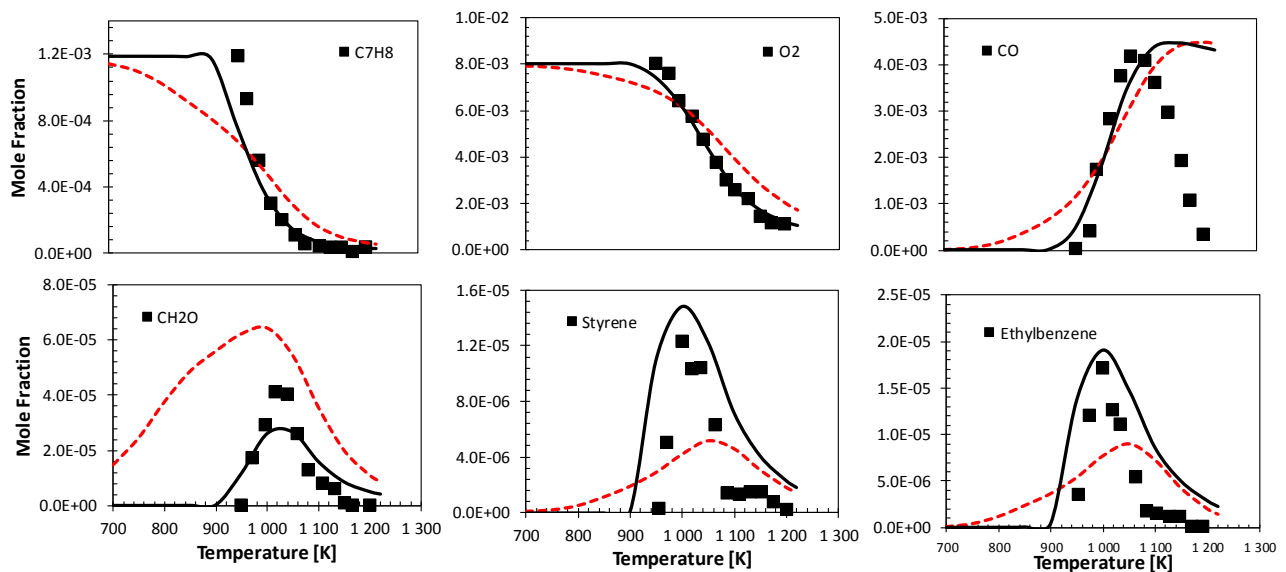 Mole Fraction
1.2E-03
8.0E-04
4.0E-04
0.0E+00
C7H8
1.0E-02
8.0E-03
6.0E-03
4.0E-03
2.0E-03
0.0E+00
O2
5.0E-03
4.0E-03
3.0E-03
2.0E-03
1.0E-03
0.0E+00
CO
Mole Fraction
8.0E-05
6.0E-05
4.0E-05
2.0E-05
0.0E+00
CH2O
700 800 900 1 000 1 100 1 200 1 300
Temperature [K]
1.6E-05
1.2E-05
8.0E-06
4.0E-06
0.0E+00
Styrene
700 800 900 1 000 1 100 1 200 1 300
Temperature [K]
2.5E-05
2.0E-05
1.5E-05
1.0E-05
5.0E-06
0.0E+00
Ethylbenzene
700 800 900 1 000 1 100 1 200 1 300
Temperature [K]